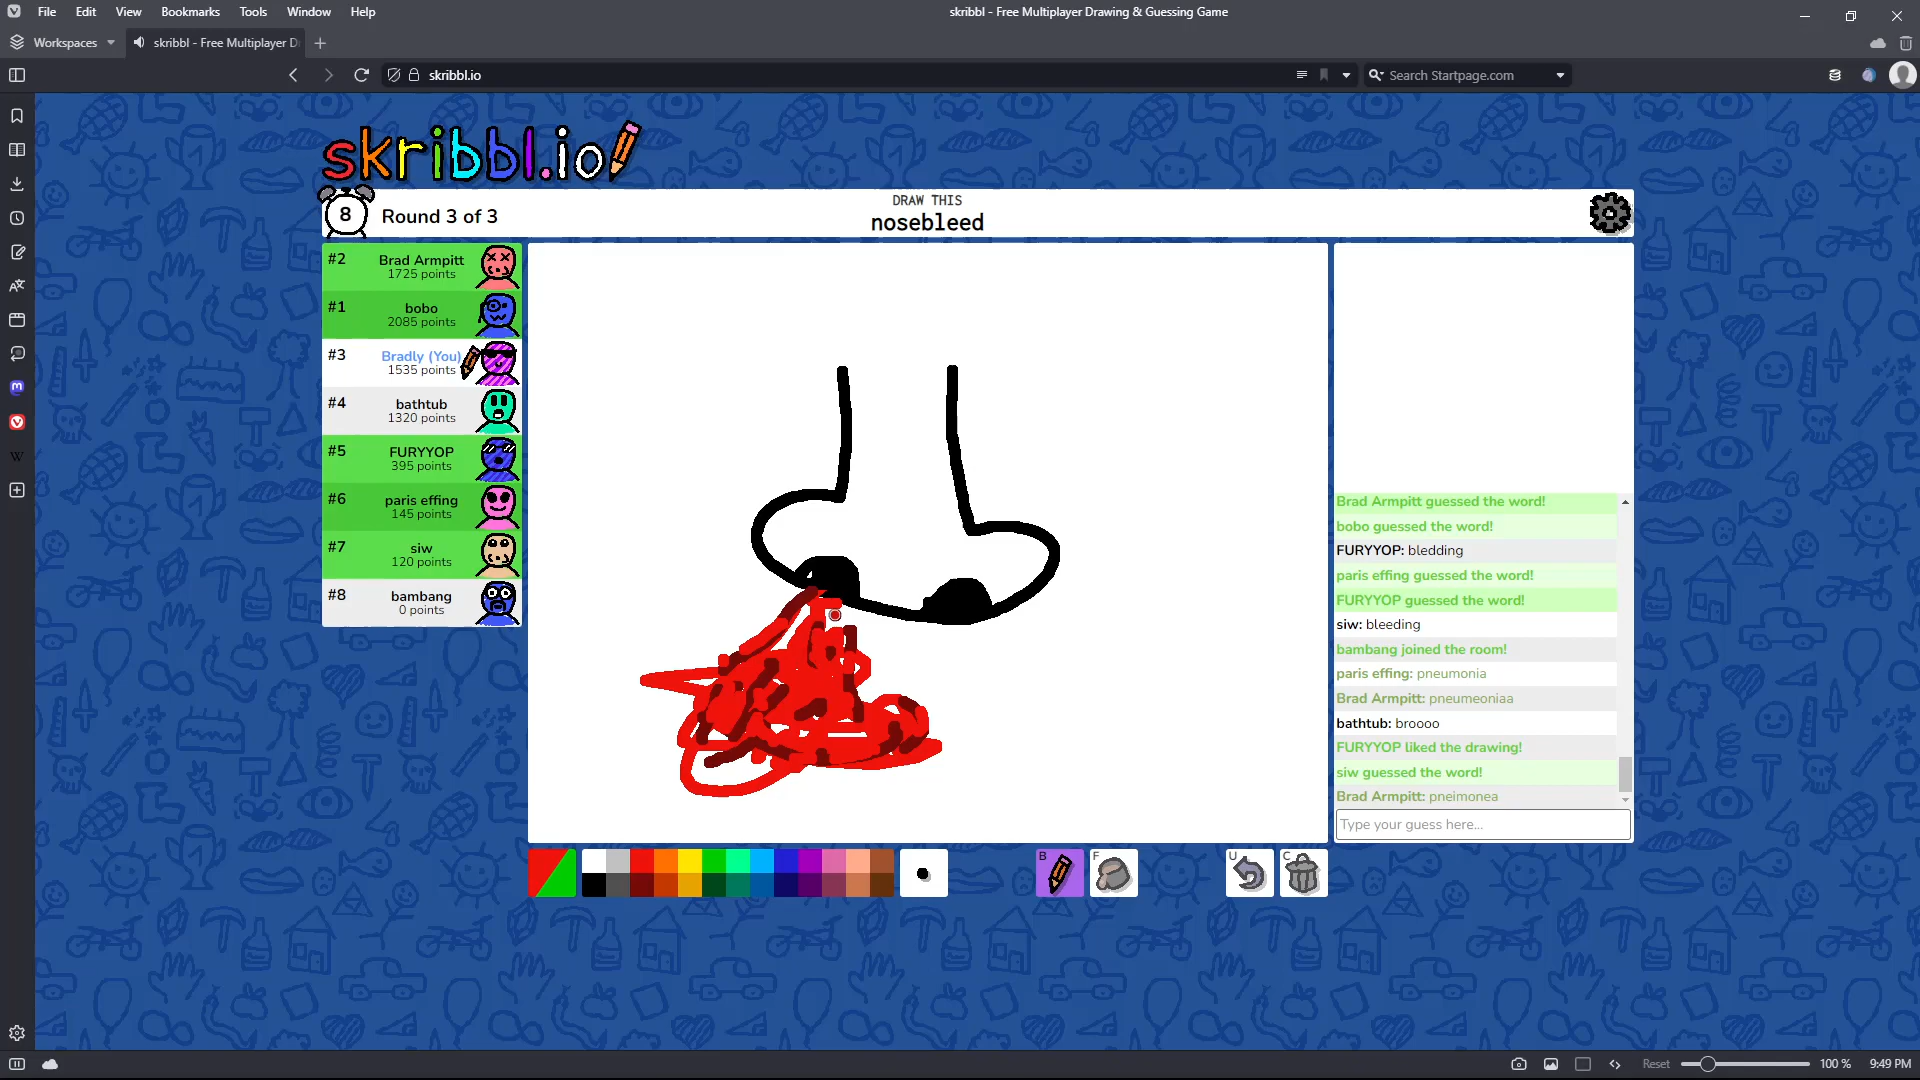 File Edit View Bookmarks Tools Window Help
skribbl - Free Multiplayer Drawing & Guessing Game
Workspaces
skribbl - Free Multiplayer D
skribbl.io
Search Startpage.com
skribbl.io
8
Round 3 of 3
DRAW THIS
nosebleed
#2 Brad Armpitt
1725 points
#1 bobo
2085 points
#3 Bradly (You)
1535 points
#4 bathtub
1320 points
#5 FURYYOP
395 points
#6 paris effing
145 points
#7 siw
120 points
#8 bambang
0 points
Brad Armpitt guessed the word!
bobo guessed the word!
FURYYOP: bledding
paris effing guessed the word!
FURYYOP guessed the word!
siw: bleeding
bambang joined the room!
paris effing: pneumonia
Brad Armpitt: pneumeoniaa
bathtub: broooo
FURYYOP liked the drawing!
siw guessed the word!
Brad Armpitt: pneimonea
Type your guess here...
B
F
U
C
m
W
Reset
100 %
9:49 PM